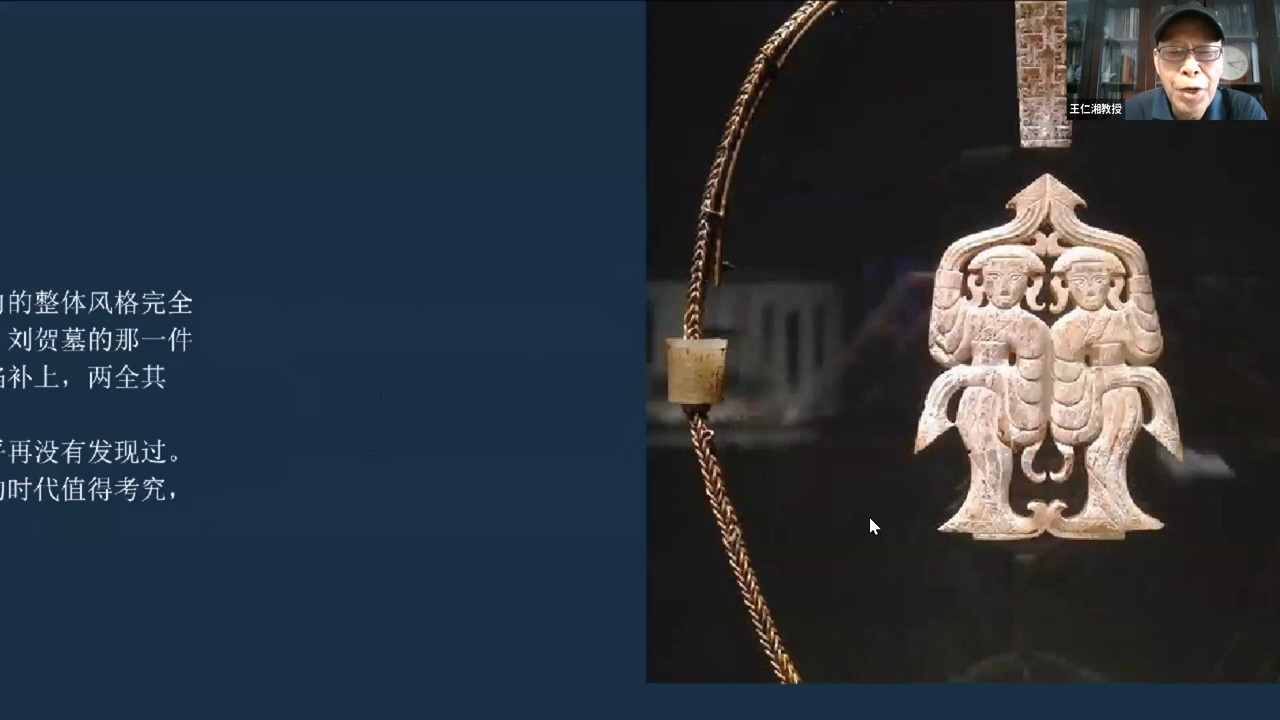 王仁湘教授
的整体风格完全
刘贺墓的那一件
补上，两全其
再没有发现过。
的时代值得考究，